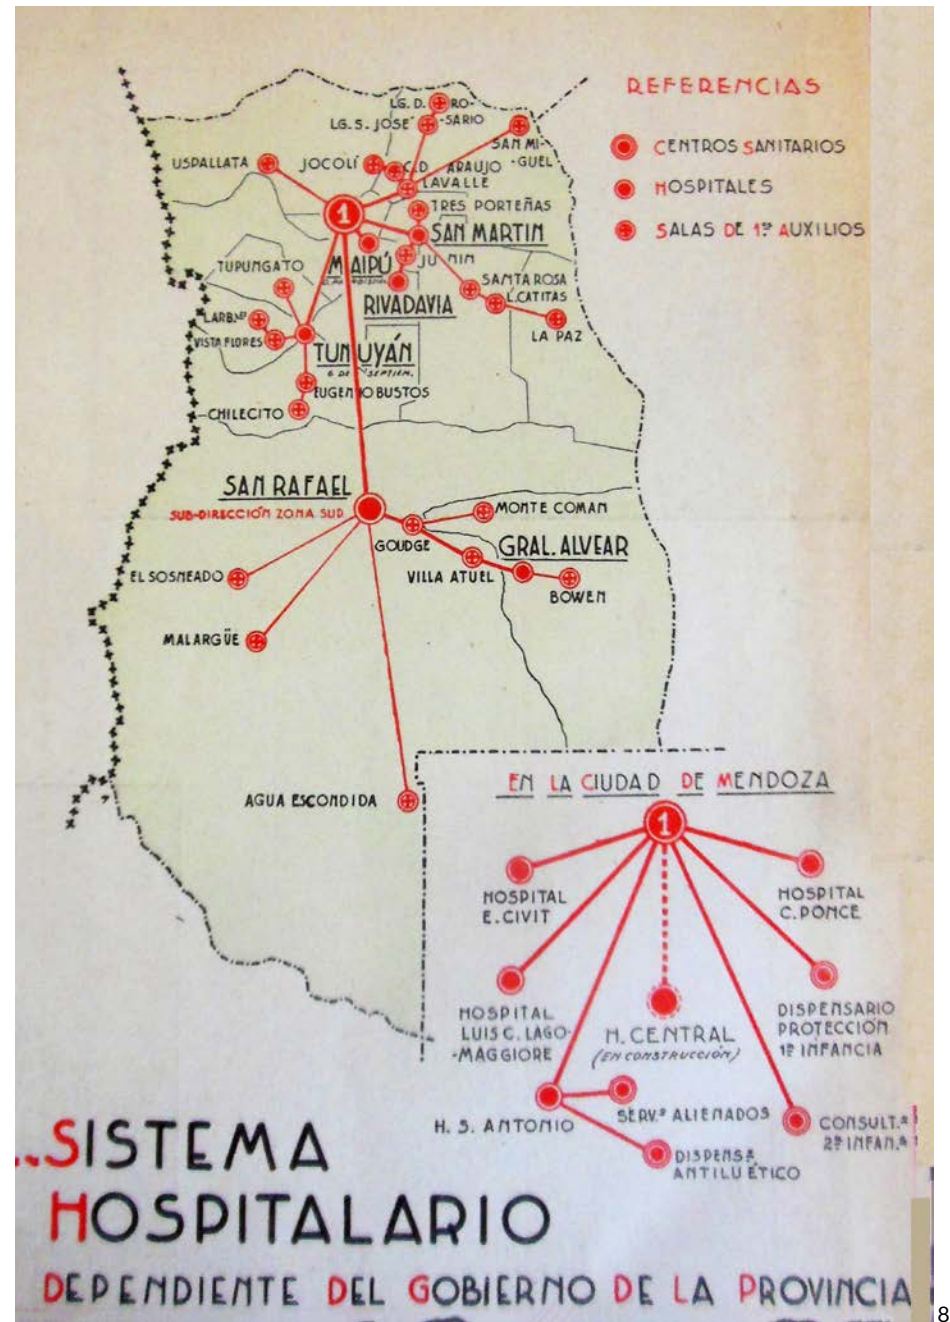 REFERENCIAS
CENTROS SANITARIOS
HOSPITALES
SALAS DE 1ºˢ AUXILIOS
LG. D. RO-
-SARIO
LG. S. JOSE
SAN MI-
-GUEL
USPALLATA
JOCOLÍ
C.D. ARAUJO
LAVALLE
1
TRES PORTEÑAS
SAN MARTIN
MAIPÚ
JUNIN
TUPUNGATO
SANTA ROSA
L. CATITAS
RIVADAVIA
LA PAZ
VISTA FLORES
TUNUYÁN
6 DE SEPTIEM.
EUGENIO BUSTOS
CHILECITO
SAN RAFAEL
SUB-DIRECCIÓN ZONA SUD
GOUDGE
MONTE COMAN
GRAL. ALVEAR
VILLA ATUEL
BOWEN
EL SOSNEADO
MALARGÜE
AGUA ESCONDIDA
EN LA CIUDAD DE MENDOZA
1
HOSPITAL
E. CIVIT
HOSPITAL
C. PONCE
HOSPITAL
LUIS C. LAGO-
-MAGGIORE
H. CENTRAL
(EN CONSTRUCCIÓN)
DISPENSARIO
PROTECCIÓN
1ª INFANCIA
H. S. ANTONIO
SERV.º ALIENADOS
DISPENSº.
ANTILUÉTICO
CONSULT.ª
2ª INFAN.ª
..SISTEMA
HOSPITALARIO
DEPENDIENTE DEL GOBIERNO DE LA PROVINCIA
8